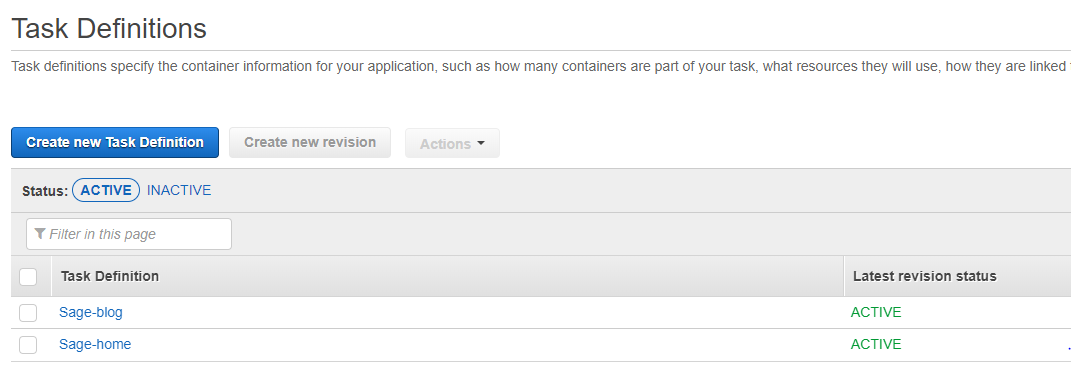 Task Definitions
Task definitions specify the container information for your application, such as how many containers are part of your task, what resources they will use, how they are linked
Create new Task Definition Create new revision Actions
Status: ACTIVE INACTIVE
Filter in this page
Task Definition Latest revision status
Sage-blog ACTIVE
Sage-home ACTIVE